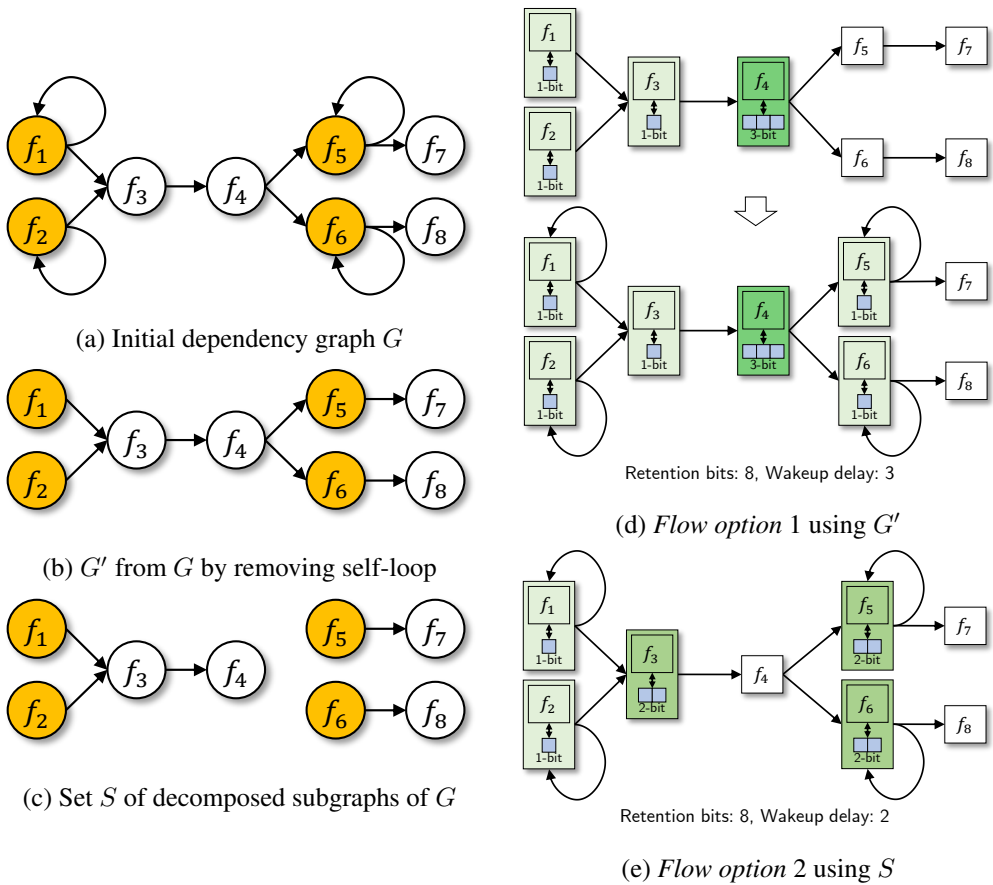 f1
f2
f3
f4
f5
f6
f7
f8
(a) Initial dependency graph G
f1
f2
f3
f4
f5
f6
f7
f8
(b) G′ from G by removing self-loop
f1
f2
f3
f4
f5
f6
f7
f8
(c) Set S of decomposed subgraphs of G
f1
1-bit
f2
1-bit
f3
1-bit
f4
3-bit
f5
f7
f6
f8
f1
1-bit
f2
1-bit
f3
1-bit
f4
3-bit
f5
1-bit
f6
1-bit
f7
f8
Retention bits: 8, Wakeup delay: 3
(d) Flow option 1 using G′
f1
1-bit
f2
1-bit
f3
2-bit
f4
f5
2-bit
f6
2-bit
f7
f8
Retention bits: 8, Wakeup delay: 2
(e) Flow option 2 using S